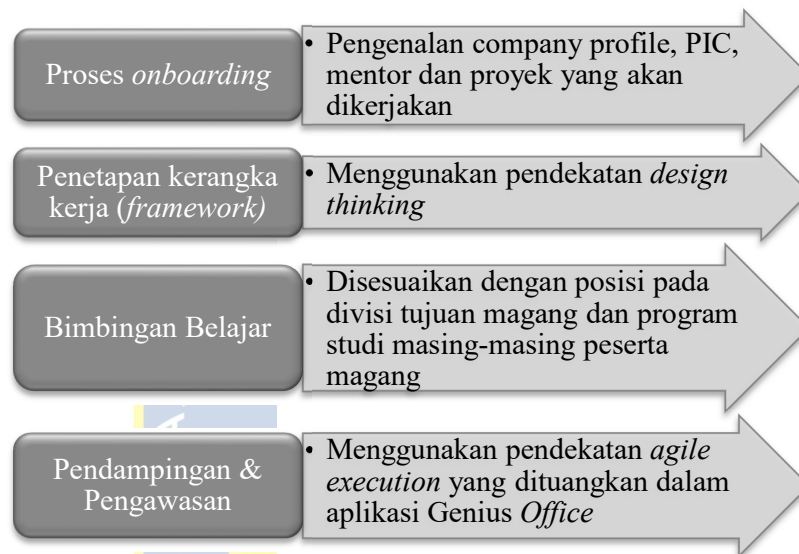 Proses onboarding
• Pengenalan company profile, PIC,
mentor dan proyek yang akan
dikerjakan
Penetapan kerangka
kerja (framework)
• Menggunakan pendekatan design
thinking
Bimbingan Belajar
• Disesuaikan dengan posisi pada
divisi tujuan magang dan program
studi masing-masing peserta
magang
Pendampingan &
Pengawasan
• Menggunakan pendekatan agile
execution yang dituangkan dalam
aplikasi Genius Office